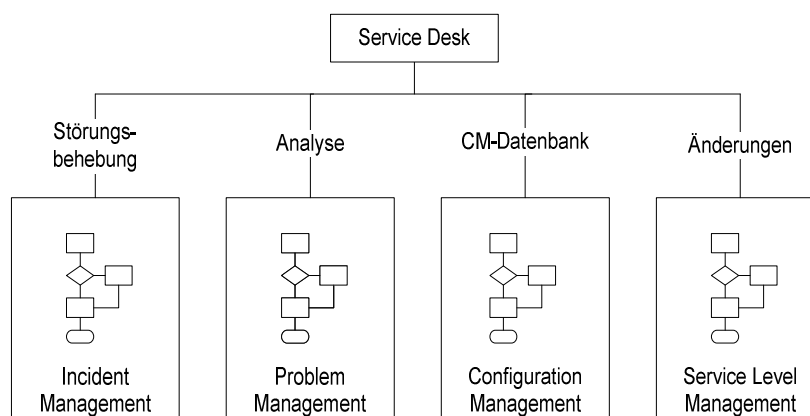 Service Desk
Störungs-
behebung
Analyse
CM-Datenbank
Änderungen
Incident
Management
Problem
Management
Configuration
Management
Service Level
Management